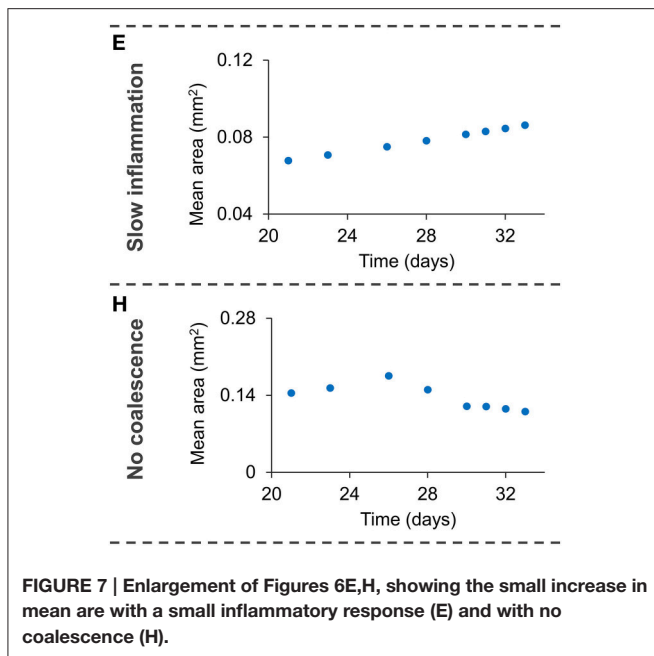 E
Slow inflammation
Mean area (mm²)
0.12
0.08
0.04
20 24 28 32
Time (days)
H
No coalescence
Mean area (mm²)
0.28
0.14
0
20 24 28 32
Time (days)
FIGURE 7 | Enlargement of Figures 6E,H, showing the small increase in
mean are with a small inflammatory response (E) and with no
coalescence (H).